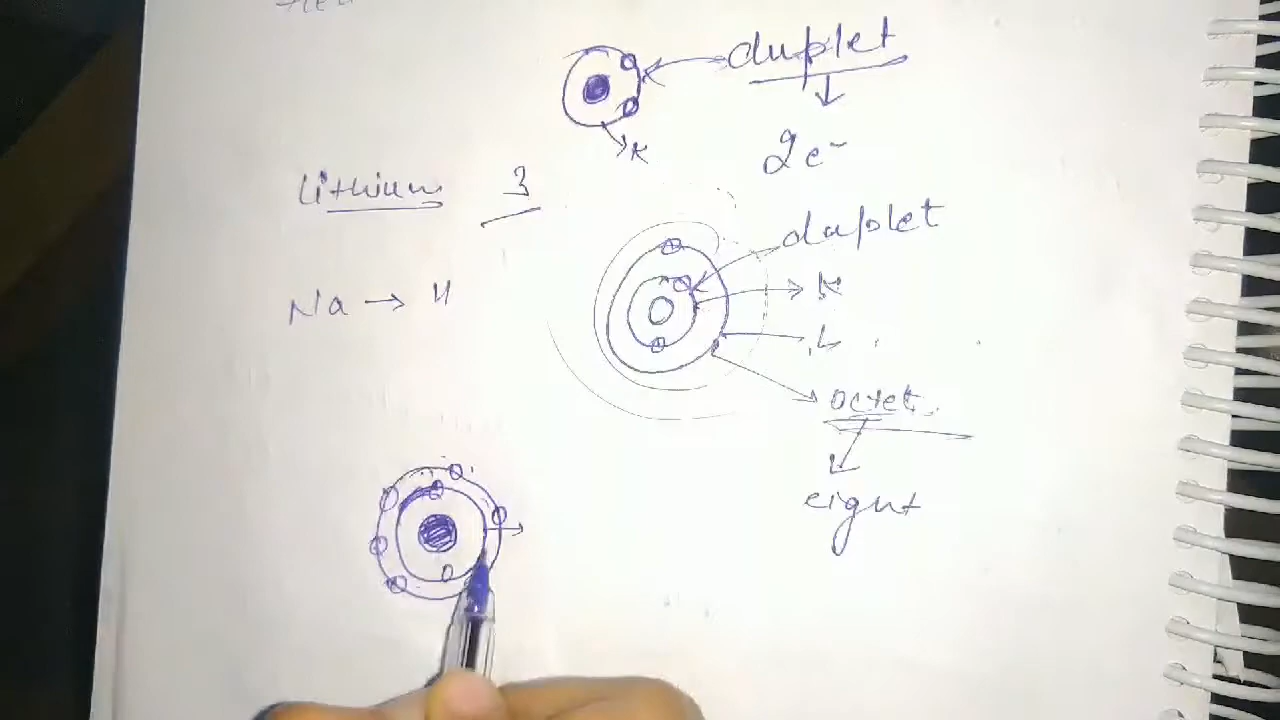 duplet
K
2e-
Lithium 3
duplet
Na → 11
K
L
octet
eight